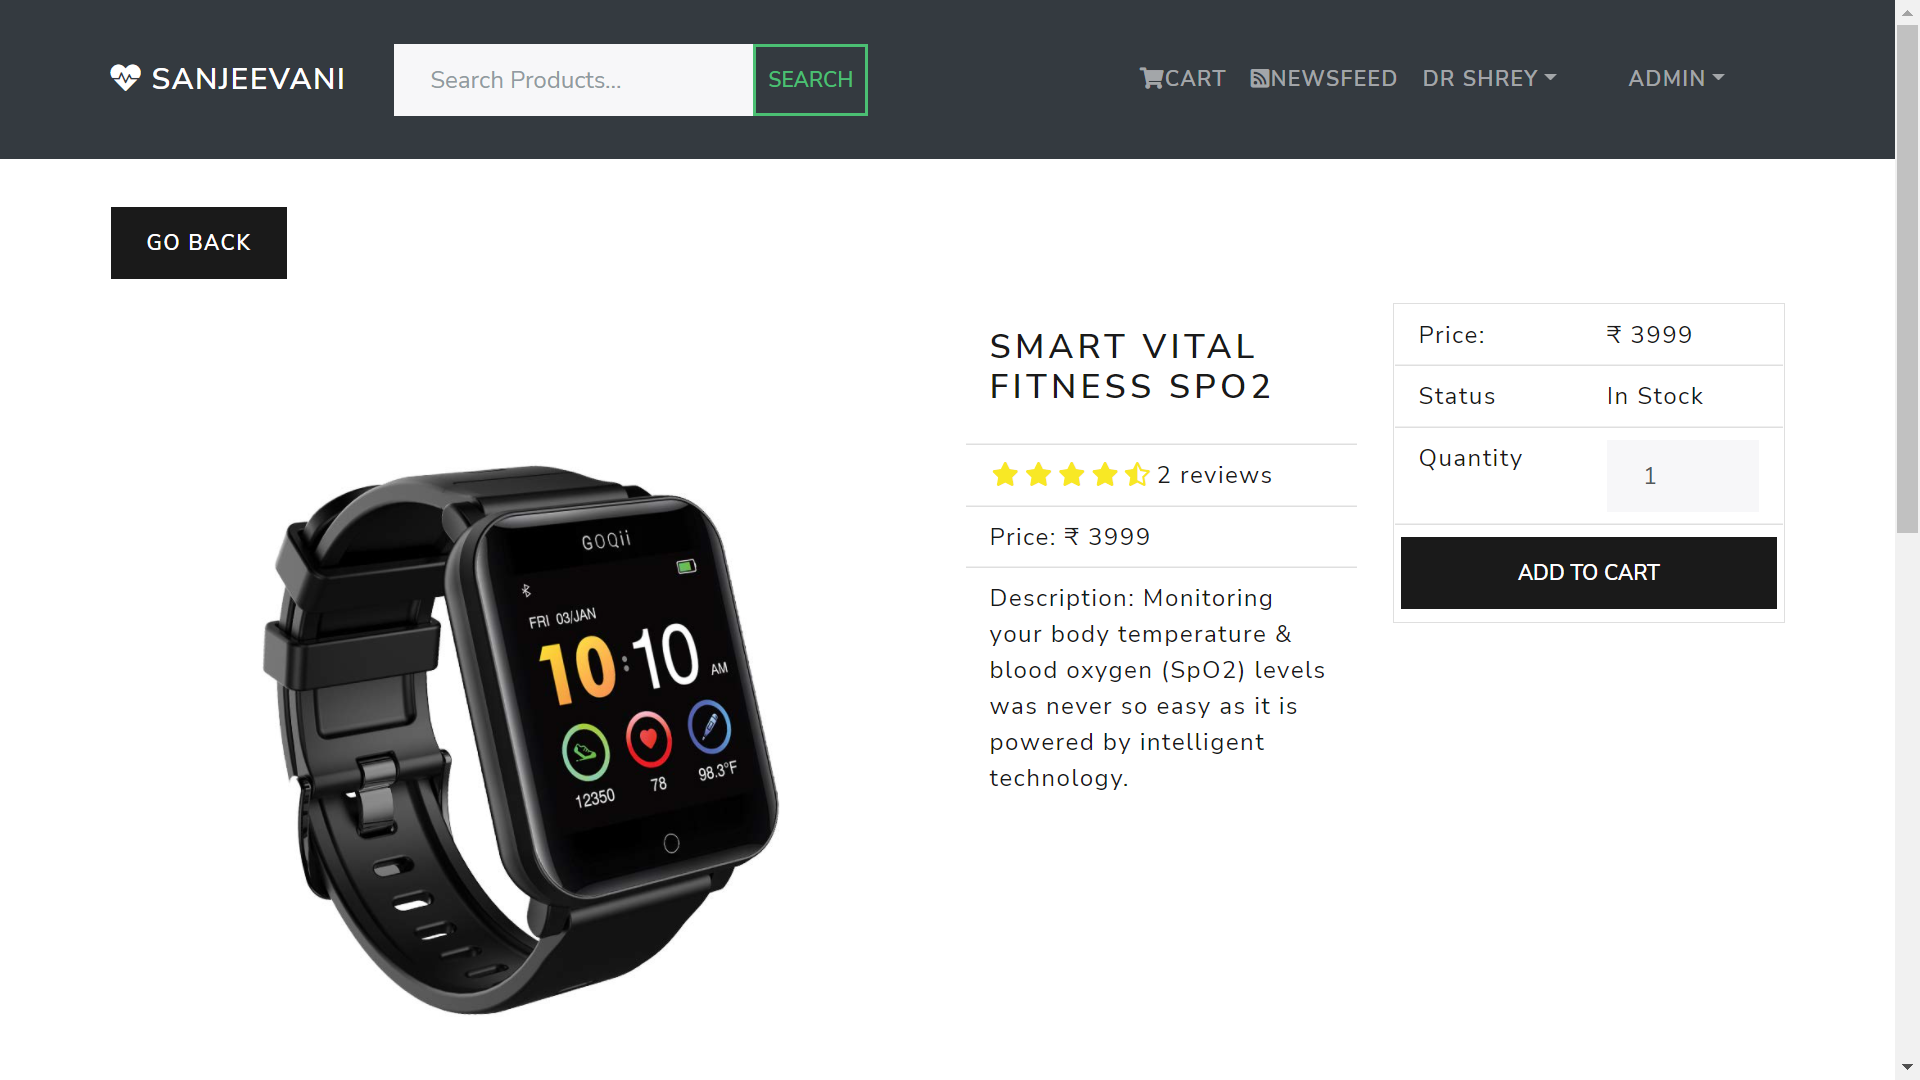 SANJEEVANI
Search Products...
SEARCH
CART
NEWSFEED
DR SHREY
ADMIN
GO BACK
GOQii
FRI 03/JAN
10:10 AM
12350
78
98.3°F
SMART VITAL
FITNESS SPO2
2 reviews
Price: ₹ 3999
Description: Monitoring
your body temperature &
blood oxygen (SpO2) levels
was never so easy as it is
powered by intelligent
technology.
Price: ₹ 3999
Status In Stock
Quantity 1
ADD TO CART